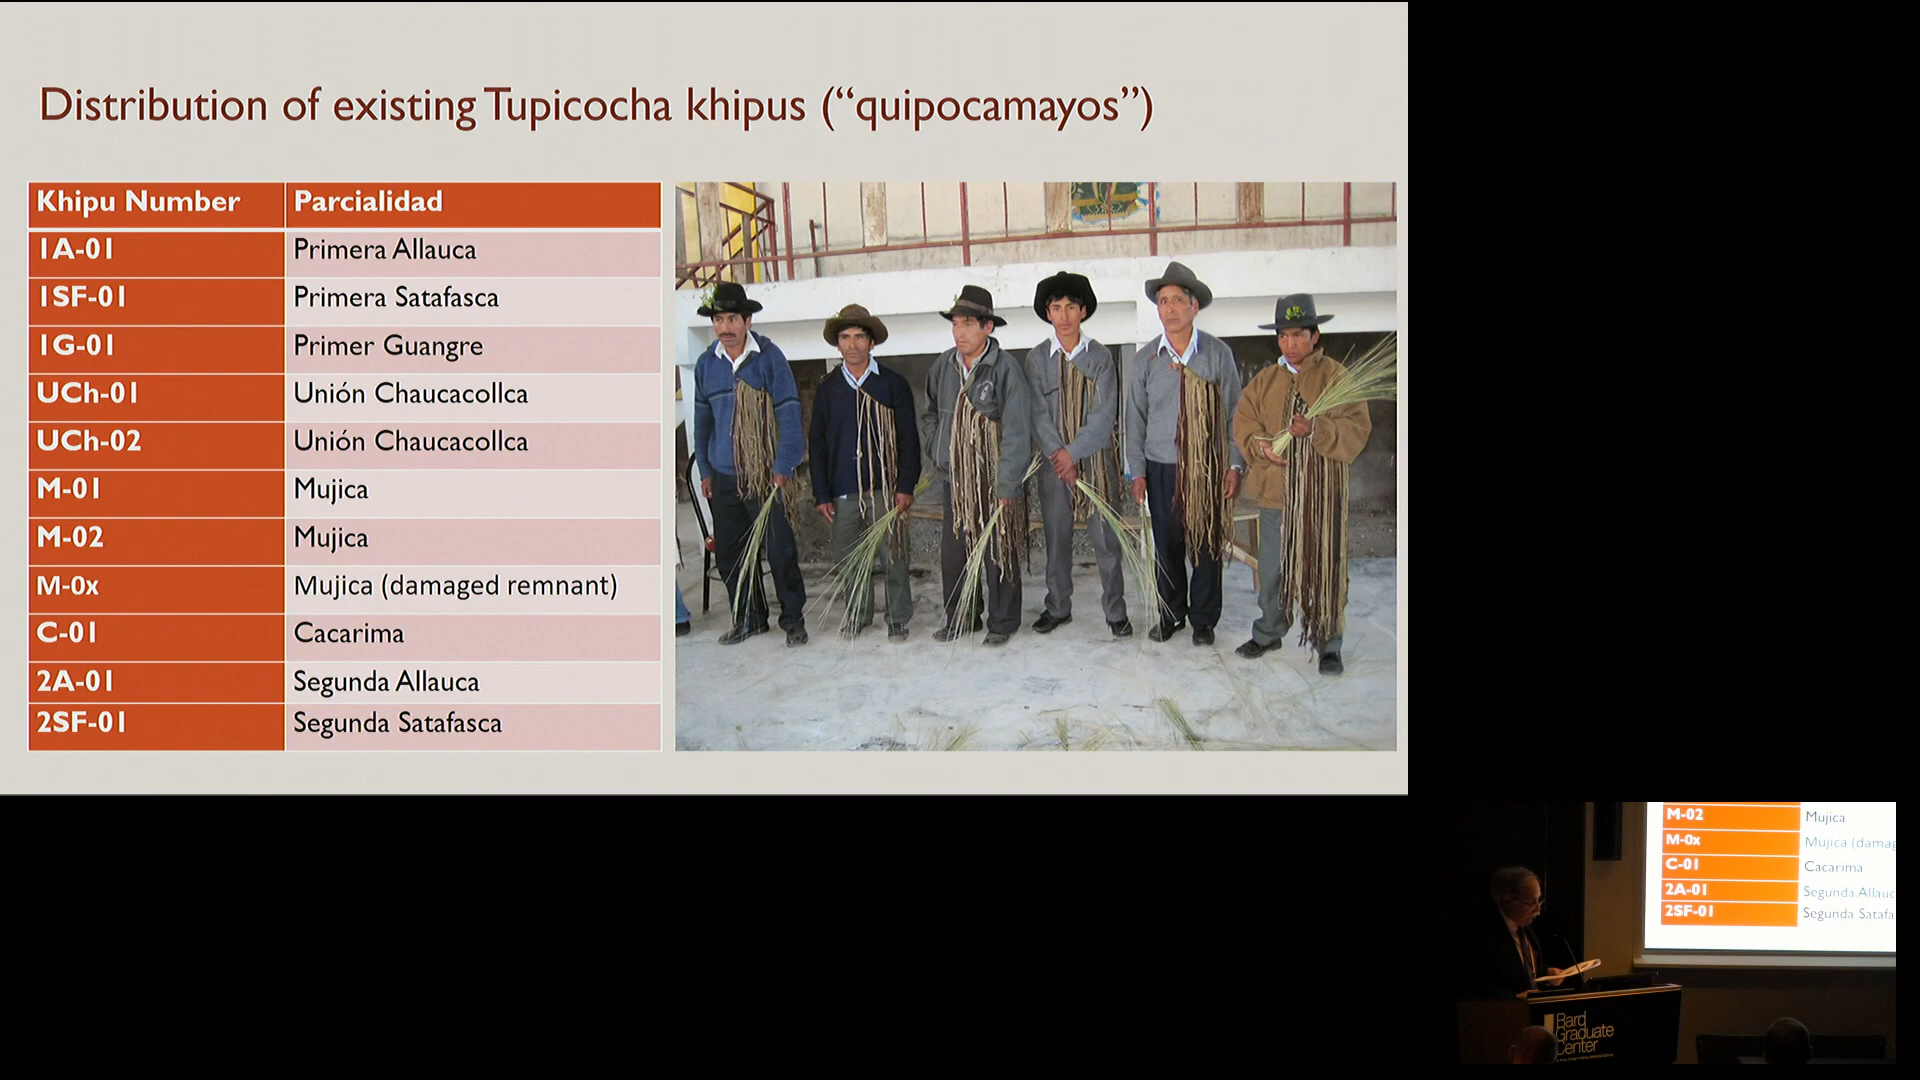 Distribution of existing Tupicocha khipus (“quipocamayos”)
Khipu Number Parcialidad
1A-01 Primera Allauca
1SF-01 Primera Satafasca
1G-01 Primer Guangre
UCh-01 Unión Chaucacollca
UCh-02 Unión Chaucacollca
M-01 Mujica
M-02 Mujica
M-0x Mujica (damaged remnant)
C-01 Cacarima
2A-01 Segunda Allauca
2SF-01 Segunda Satafasca
M-02 Mujica
M-0x Mujica (damag
C-01 Cacarima
2A-01 Segunda Allauc
2SF-01 Segunda Satafa
Bard
Graduate
Center